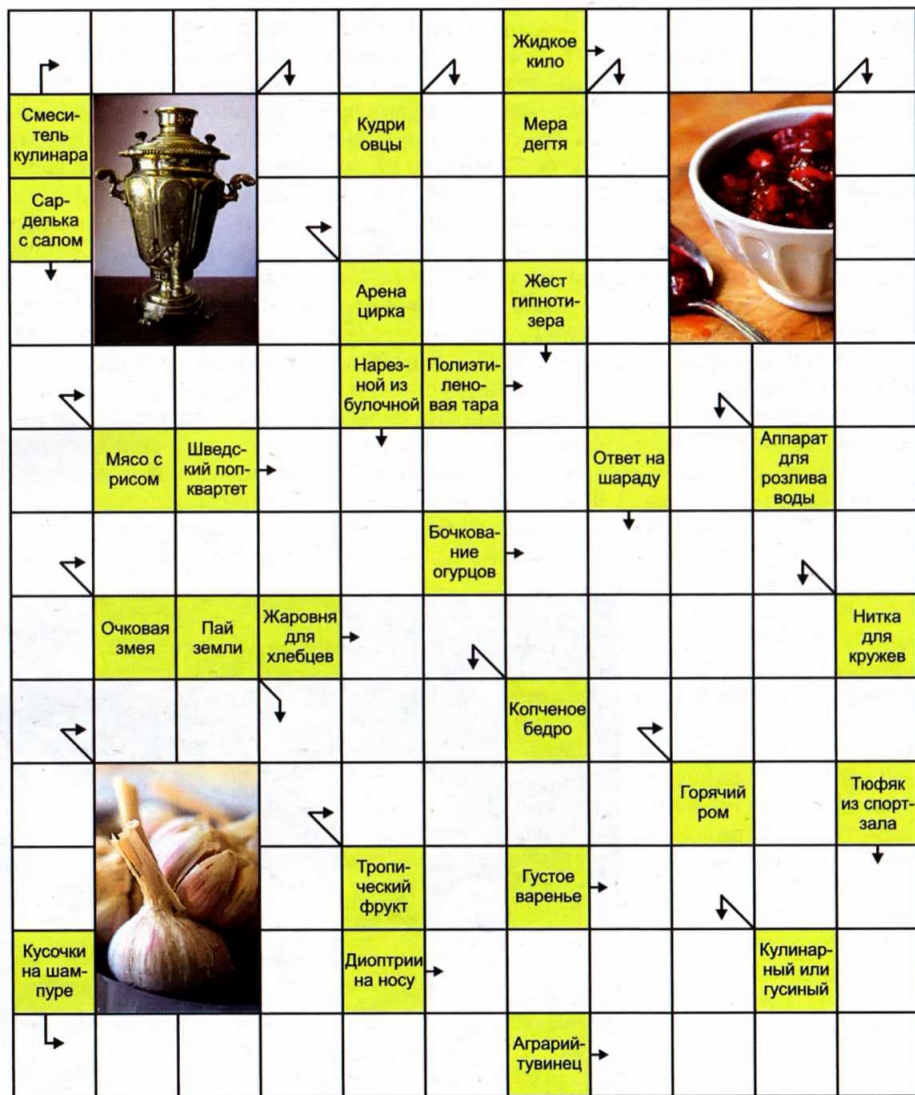 Жидкое
кило
Смеси-
тель
кулинара
Кудри
овцы
Мера
дегтя
Сар-
делька
с салом
Арена
цирка
Жест
гипноти-
зера
Нарез-
ной из
булочной
Полиэти-
лено-
вая тара
Мясо с
рисом
Шведс-
кий поп-
квартет
Ответ на
шараду
Аппарат
для
розлива
воды
Бочкова-
ние
огурцов
Очковая
змея
Пай
земли
Жаровня
для
хлебцев
Нитка
для
кружев
Копченое
бедро
Горячий
ром
Тюфяк
из спорт-
зала
Тропи-
ческий
фрукт
Густое
варенье
Кусочки
на шам-
пуре
Диоптрии
на носу
Кулинар-
ный или
гусиный
Аграрий-
тувинец